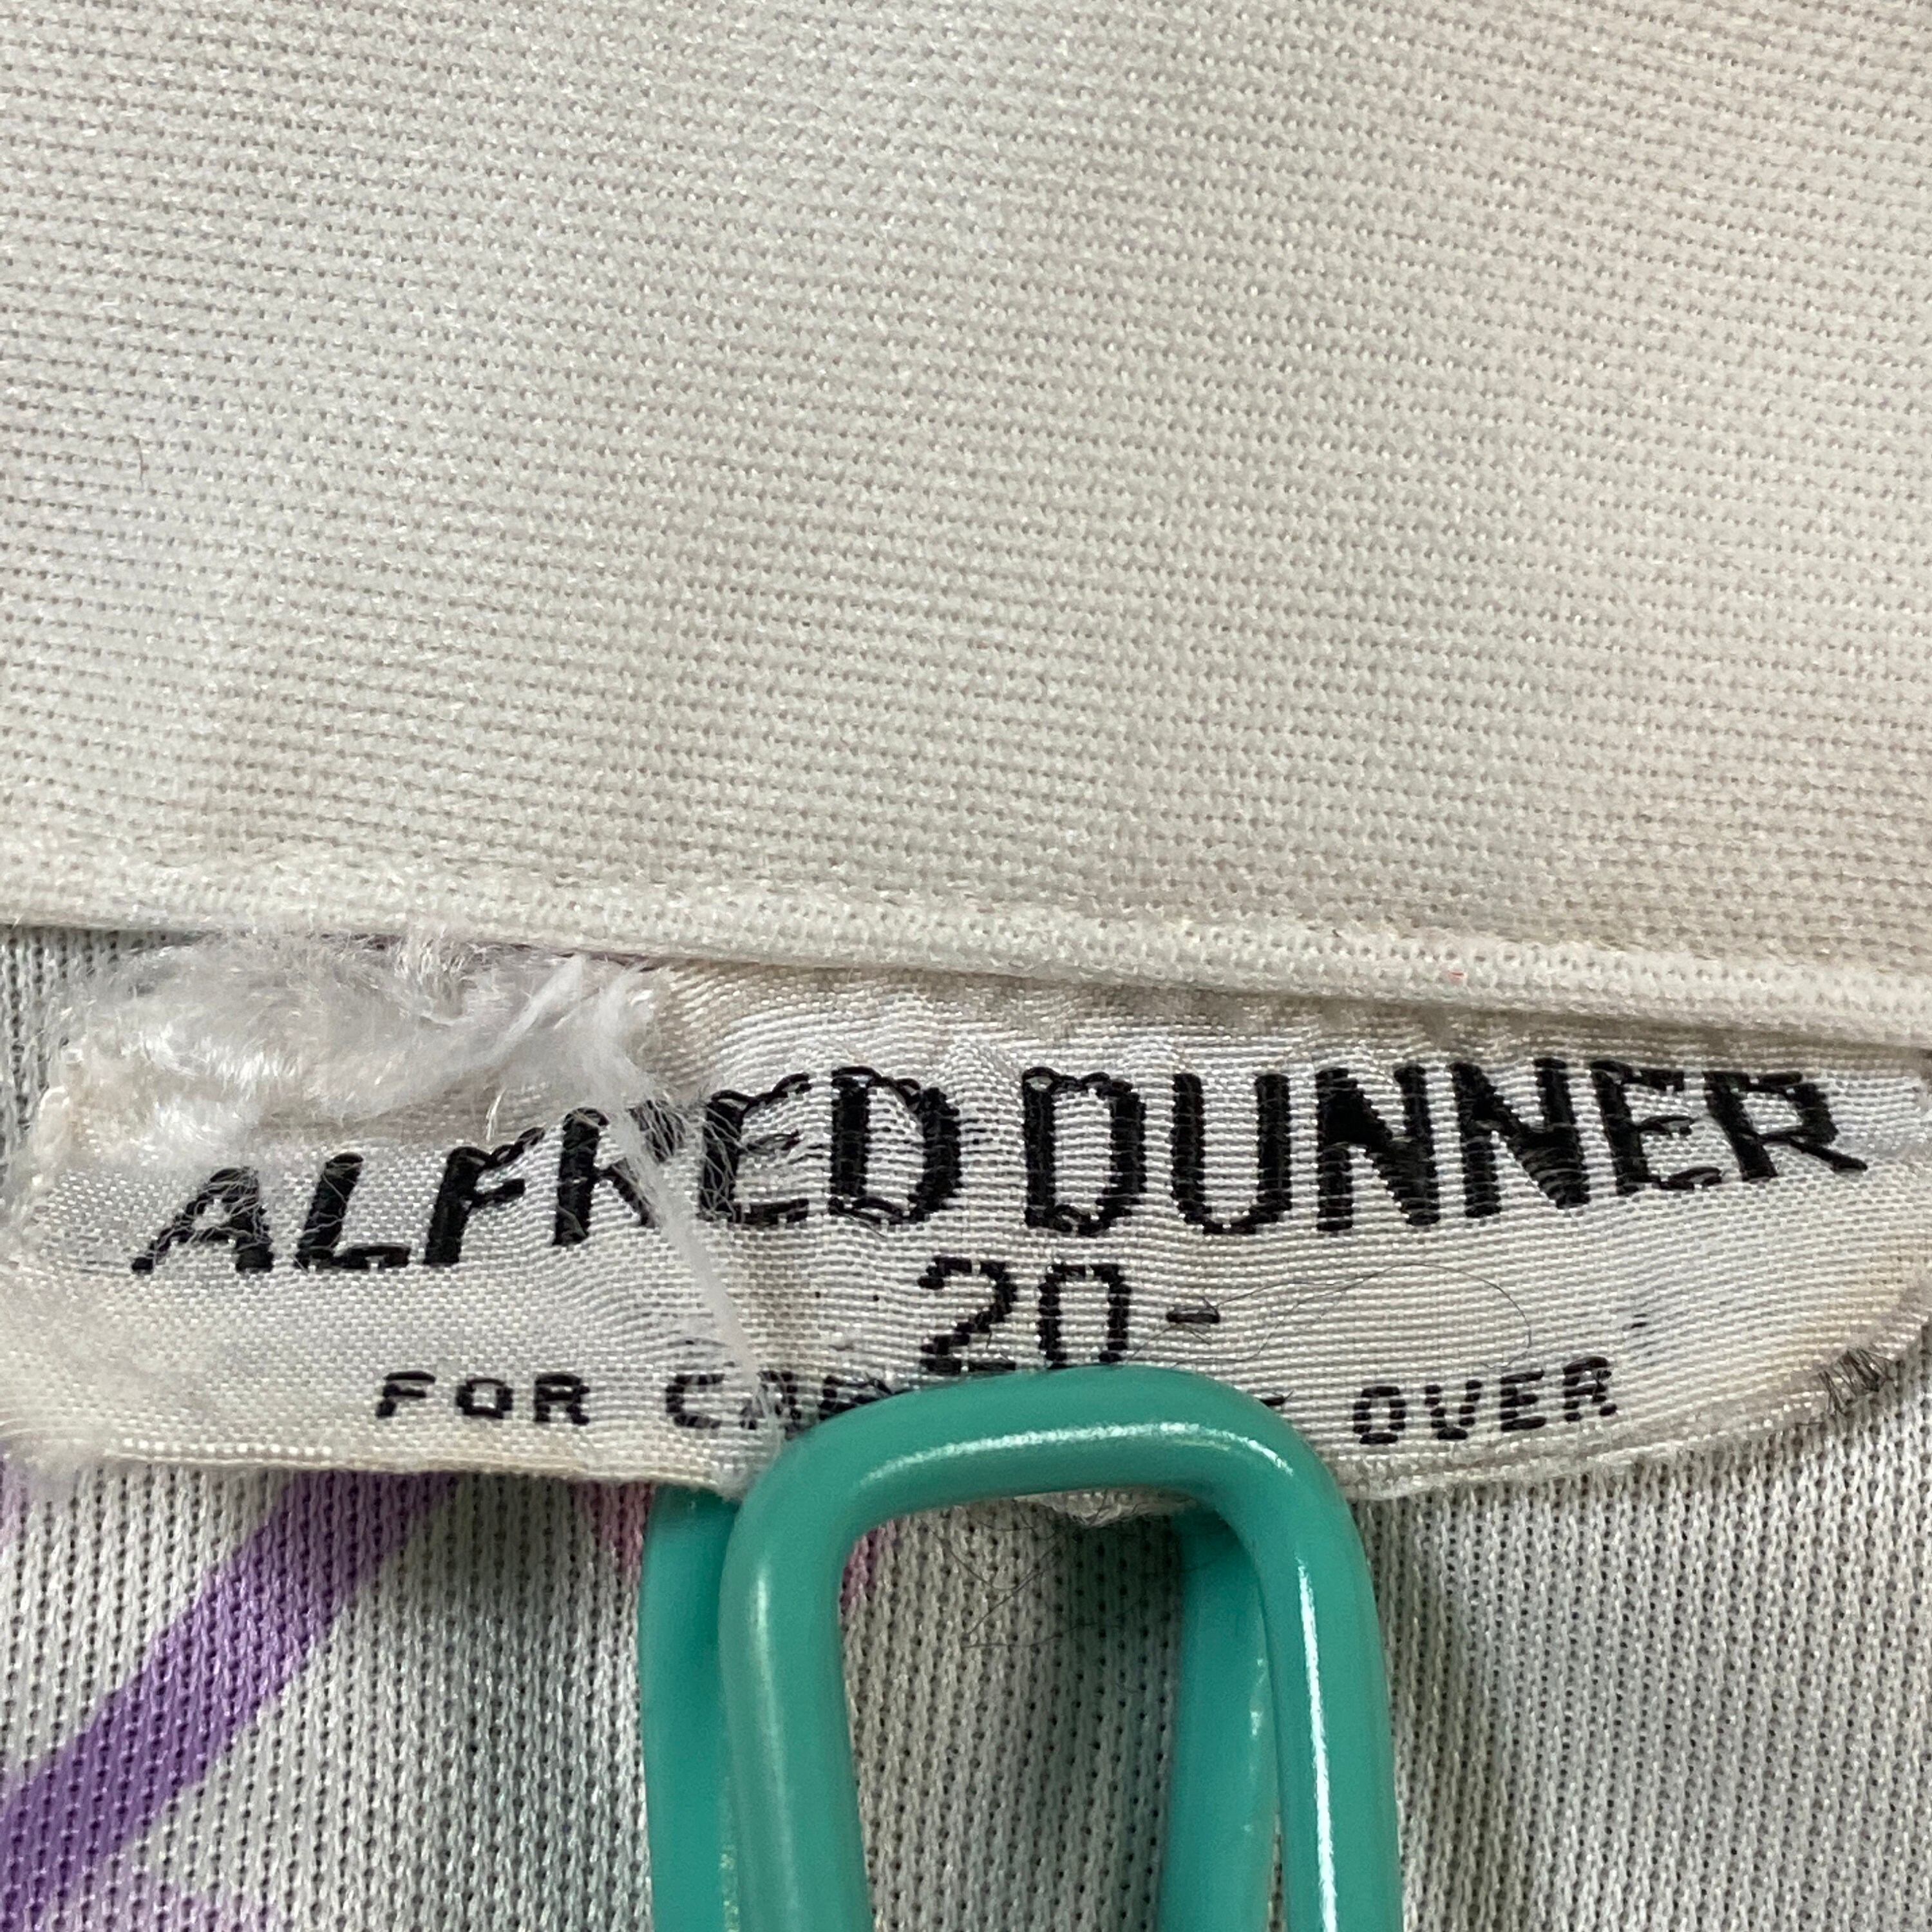 ALFRED DUNNER
20-
FOR OVER